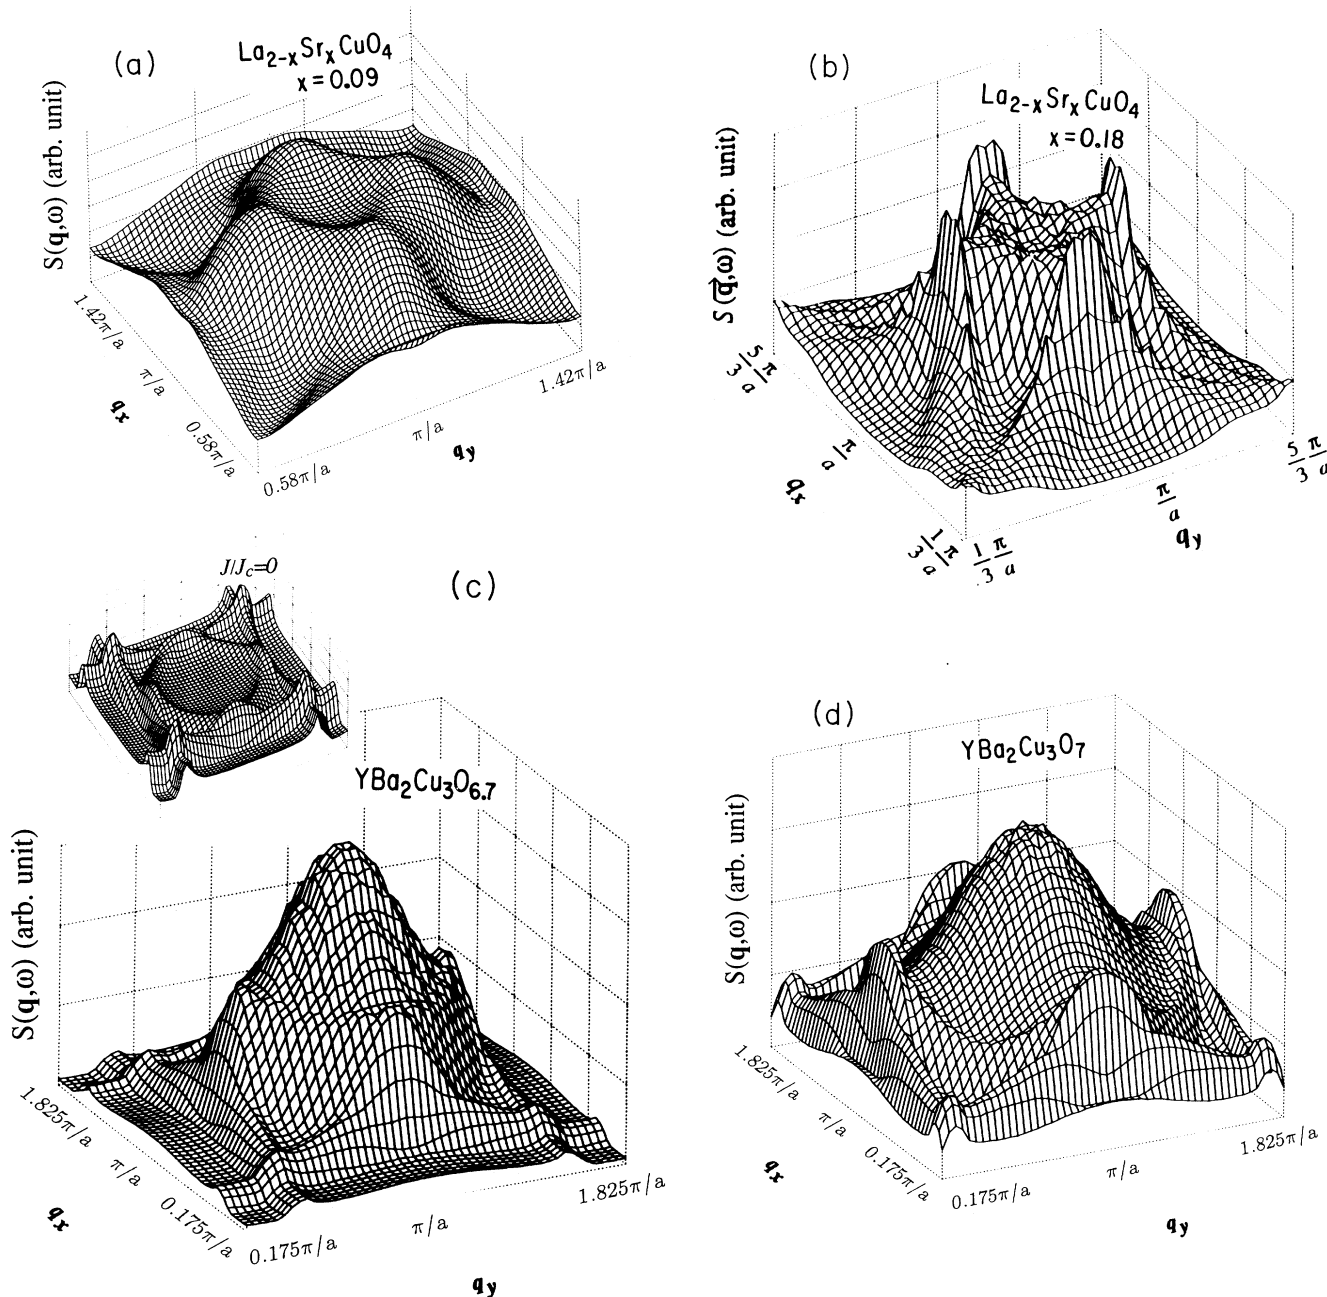 (a)
La2-xSrxCuO4
x=0.09
S(q,ω) (arb. unit)
1.42π/a
π/a
0.58π/a
qx
0.58π/a
π/a
1.42π/a
qy
(b)
La2-xSrxCuO4
x=0.18
S(q,ω) (arb. unit)
5/3 π/a
π/a
1/3 π/a
qx
1/3 π/a
π/a
5/3 π/a
qy
J/Jc=0
(c)
YBa2Cu3O6.7
S(q,ω) (arb. unit)
1.825π/a
π/a
0.175π/a
qx
0.175π/a
π/a
1.825π/a
qy
(d)
YBa2Cu3O7
S(q,ω) (arb. unit)
1.825π/a
π/a
0.175π/a
qx
0.175π/a
π/a
1.825π/a
qy